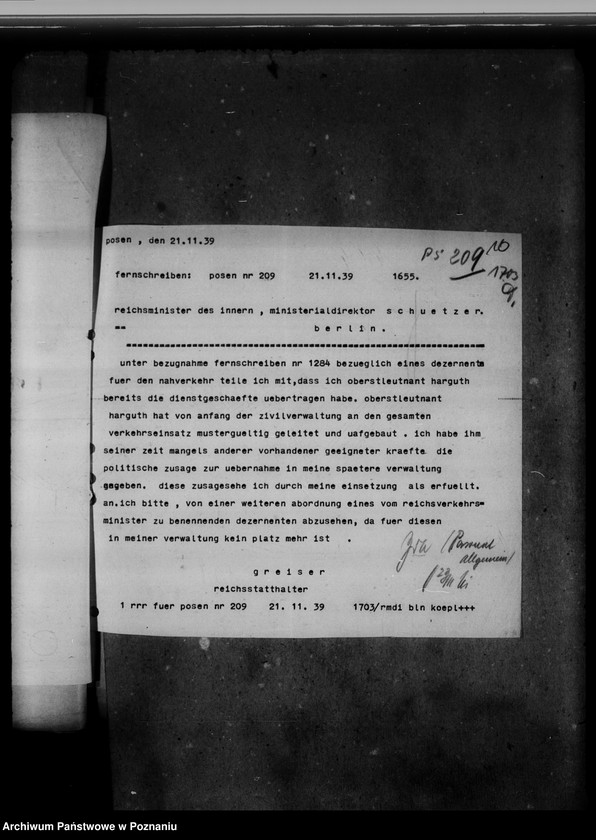 posen , den 21.11.39
PS 209 16
1703
fernschreiben: posen nr 209 21.11.39 1655.
reichsminister des innern , ministerialdirektor s c h u e t z e r.
== b e r l i n .
unter bezugnahme fernschreiben nr 1284 bezueglich eines dezernent=
fuer den nahverkehr teile ich mit,dass ich oberstleutnant harguth
bereits die dienstgeschaefte uebertragen habe. oberstleutnant
harguth hat von anfang der zivilverwaltung an den gesamten
verkehrseinsatz mustergueltig geleitet und uafgebaut . ich habe ihm
seiner zeit mangels anderer vorhandener geeigneter kraefte die
politische zusage zur uebernahme in meine spaetere verwaltung
gegeben. diese zusagesehe ich durch meine einsetzung als erfuellt.
an.ich bitte , von einer weiteren abordnung eines vom reichsverkehrs=
minister zu benennenden dezernenten abzusehen, da fuer diesen
in meiner verwaltung kein platz mehr ist .
ZdA (Personal
allgemein)
g r e i s e r
reichsstatthalter
1 rrr fuer posen nr 209 21. 11. 39 1703/rmdi bln koepl+++
Archiwum Państwowe w Poznaniu